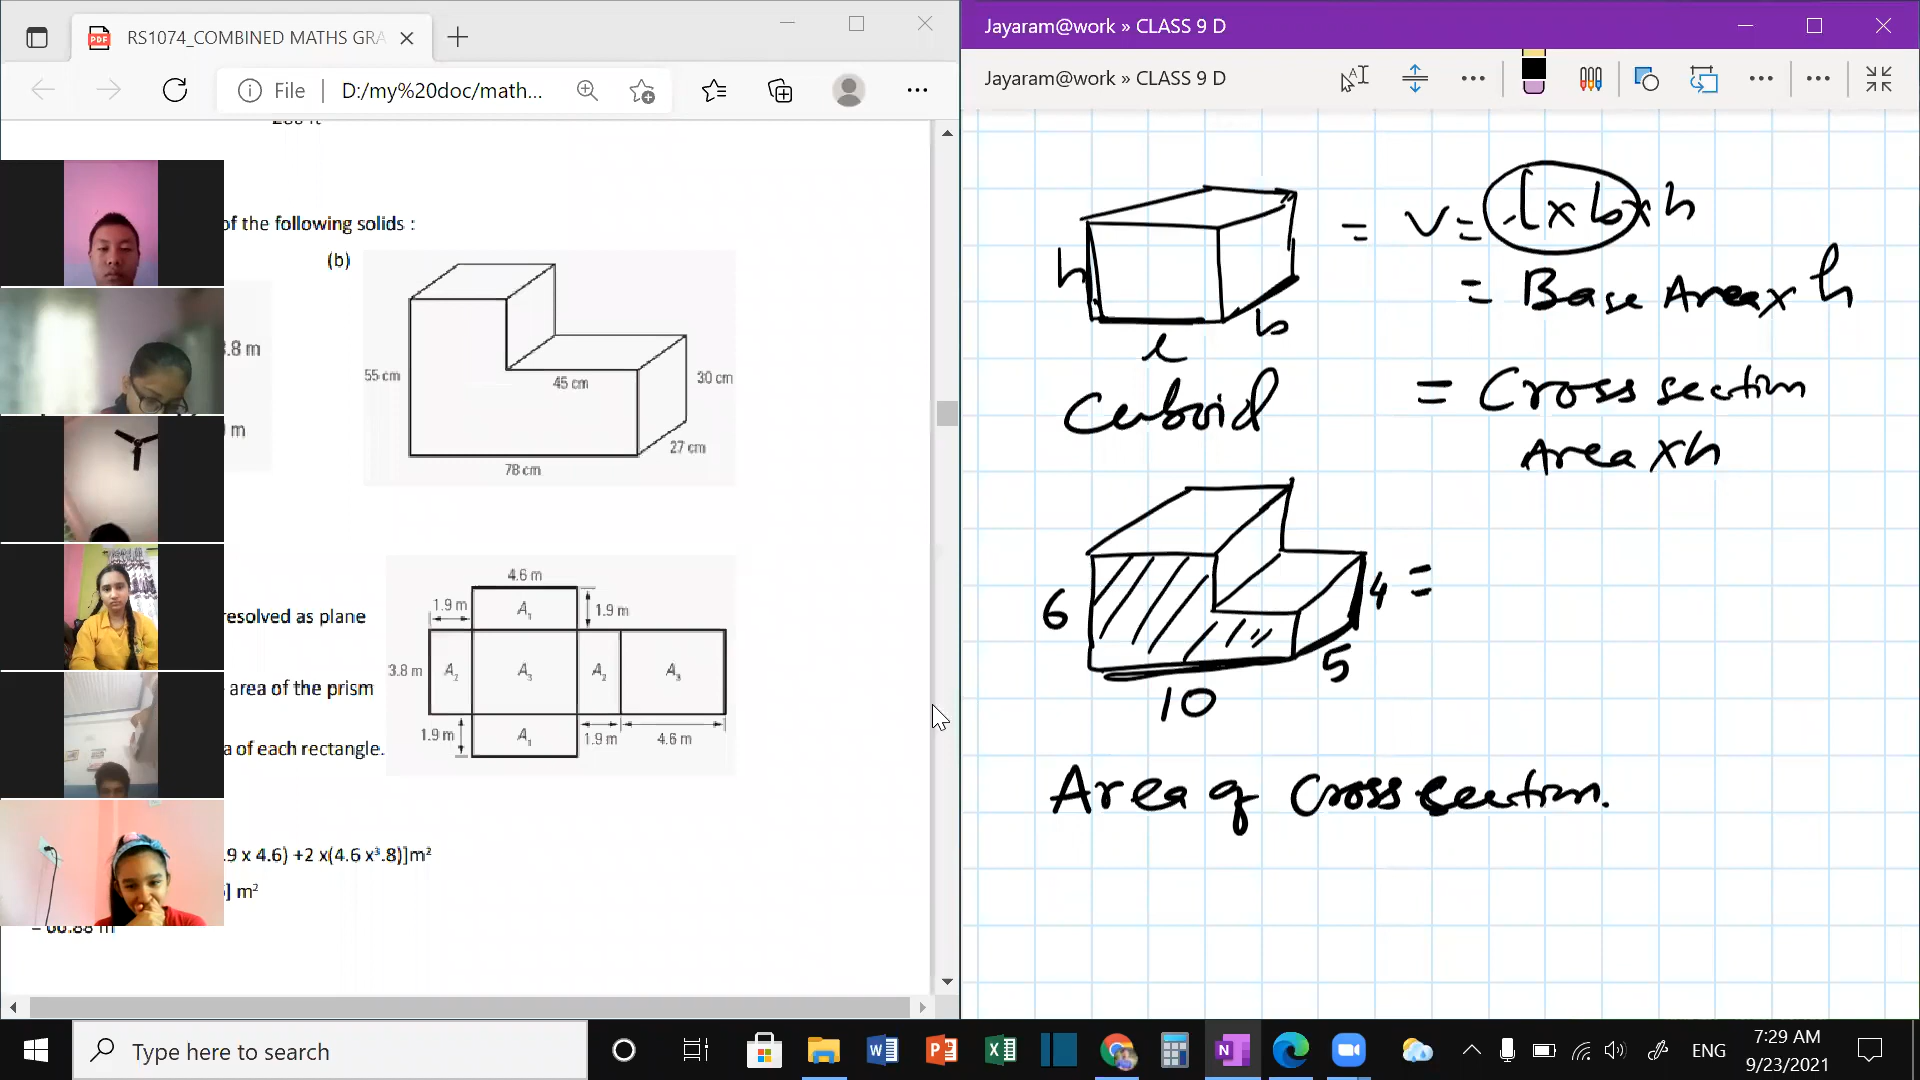 RS1074_COMBINED MATHS GRA
File
D:/my%20doc/math...
of the following solids :
(b)
3.8 m
m
55 cm
45 cm
30 cm
27 cm
78 cm
resolved as plane
area of the prism
a of each rectangle.
4.6 m
1.9 m
A₁
1.9 m
3.8 m
A₂
A₃
A₂
A₃
1.9 m
A₁
1.9 m
4.6 m
.9 x 4.6) +2 x(4.6 x³.8)]m²
] m²
Jayaram@work » CLASS 9 D
Jayaram@work » CLASS 9 D
h
l
b
= V = l x b x h
= Base Area x h
= Cross section
Area x h
Cuboid
6
4 =
5
10
Area of Cross section.
Type here to search
ENG
7:29 AM
9/23/2021